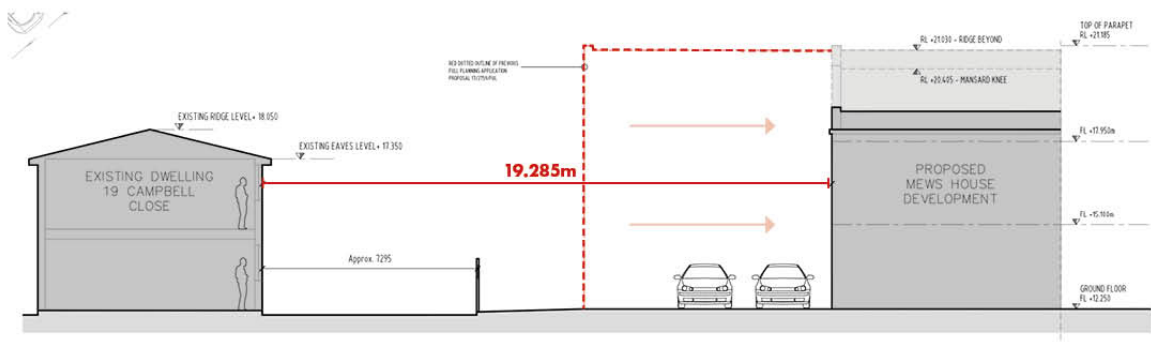 TOP OF PARAPET
RL +21.185
RL +21.030 - RIDGE BEYOND
RED DOTTED OUTLINE OF PREVIOUS
FULL PLANNING APPLICATION
PROPOSAL
RL +20.405 - MANSARD KNEE
EXISTING RIDGE LEVEL+ 18.050
EXISTING EAVES LEVEL+ 17.350
FL +17.950m
19.285m
EXISTING DWELLING
19 CAMPBELL
CLOSE
PROPOSED
MEWS HOUSE
DEVELOPMENT
FL +15.100m
Approx. 7295
GROUND FLOOR
FL +12.250